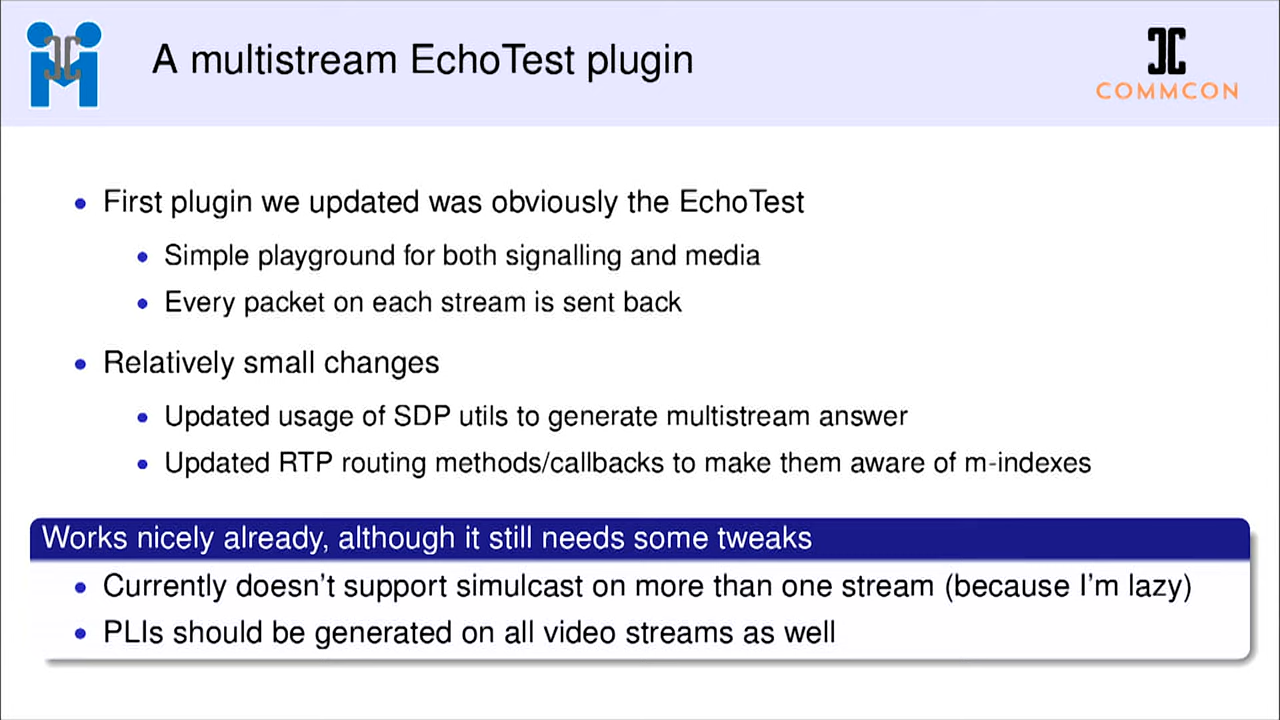 A multistream EchoTest plugin
COMMCON
First plugin we updated was obviously the EchoTest
Simple playground for both signalling and media
Every packet on each stream is sent back
Relatively small changes
Updated usage of SDP utils to generate multistream answer
Updated RTP routing methods/callbacks to make them aware of m-indexes
Works nicely already, although it still needs some tweaks
Currently doesn't support simulcast on more than one stream (because I'm lazy)
PLIs should be generated on all video streams as well